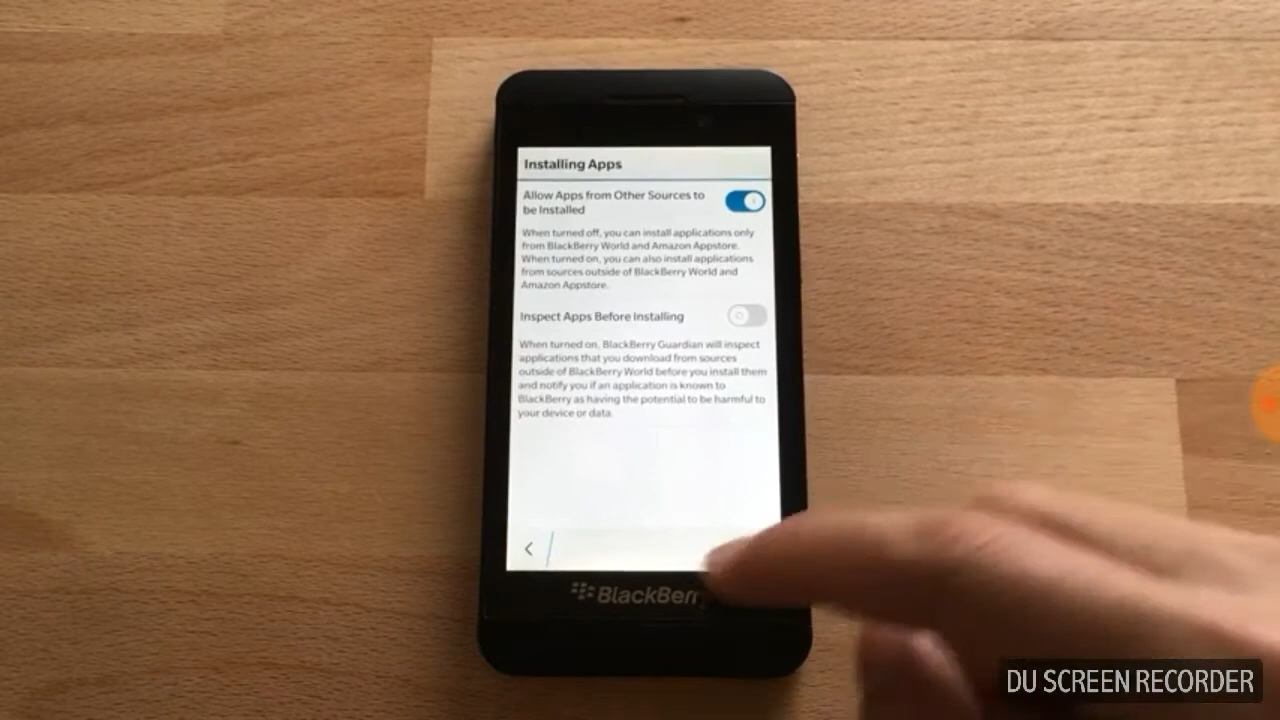 Installing Apps
Allow Apps from Other Sources to
be Installed
When turned off, you can install applications only
from BlackBerry World and Amazon Appstore.
When turned on, you can also install applications
from sources outside of BlackBerry World and
Amazon Appstore.
Inspect Apps Before Installing
When turned on, BlackBerry Guardian will inspect
applications that you download from sources
outside of BlackBerry World before you install them
and notify you if an application is known to
BlackBerry as having the potential to be harmful to
your device or data.
BlackBerr
DU SCREEN RECORDER